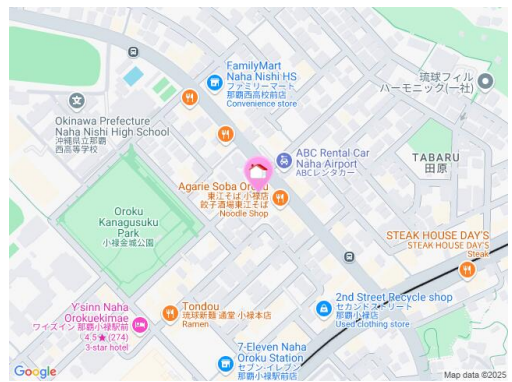 FamilyMart
Naha Nishi HS
ファミリーマート
那覇西高校前店
Convenience store
琉球フィル
ハーモニック(一社)
Okinawa Prefecture
Naha Nishi High School
沖縄県立那覇
西高等学校
ABC Rental Car
Naha Airport
ABCレンタカー
TABARU
田原
Agarie Soba Oroku
東江そば 小禄店
餃子酒場東江そば
Noodle Shop
Oroku
Kanagusuku
Park
小禄金城公園
STEAK HOUSE DAY'S
STEAK HOUSE DAY'S
Steak
Tondou
琉球新麺 通堂 小禄本店
Ramen
2nd Street Recycle shop
セカンドストリート
那覇小禄店
Used clothing store
Y'sinn Naha
Orokuekimae
ワイズイン 那覇小禄駅前
4.5★(274)
3-star hotel
7-Eleven Naha
Oroku Station
セブン-イレブン
那覇小禄駅前店
Google
Map data ©2025